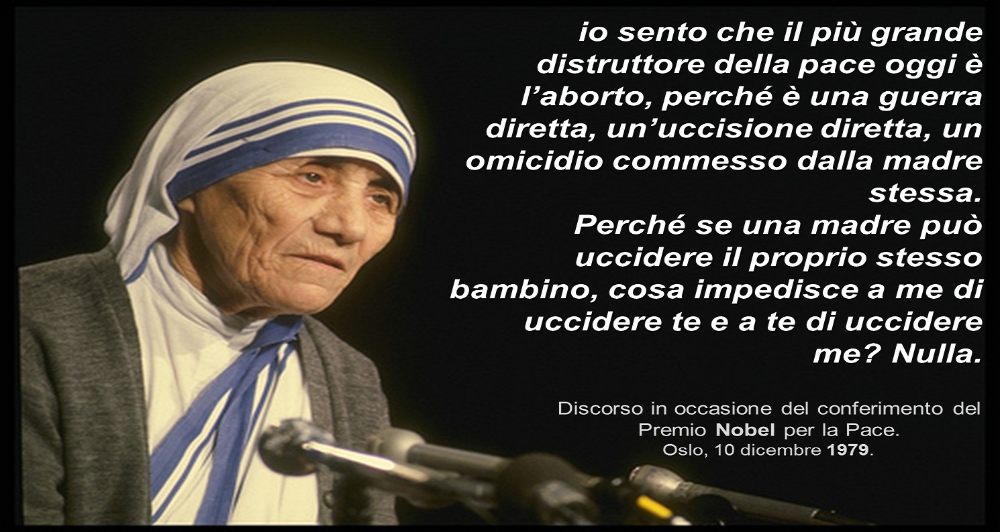 io sento che il più grande
distruttore della pace oggi è
l’aborto, perché è una guerra
diretta, un’uccisione diretta, un
omicidio commesso dalla madre
stessa.
Perché se una madre può
uccidere il proprio stesso
bambino, cosa impedisce a me di
uccidere te e a te di uccidere
me? Nulla.
Discorso in occasione del conferimento del
Premio Nobel per la Pace.
Oslo, 10 dicembre 1979.